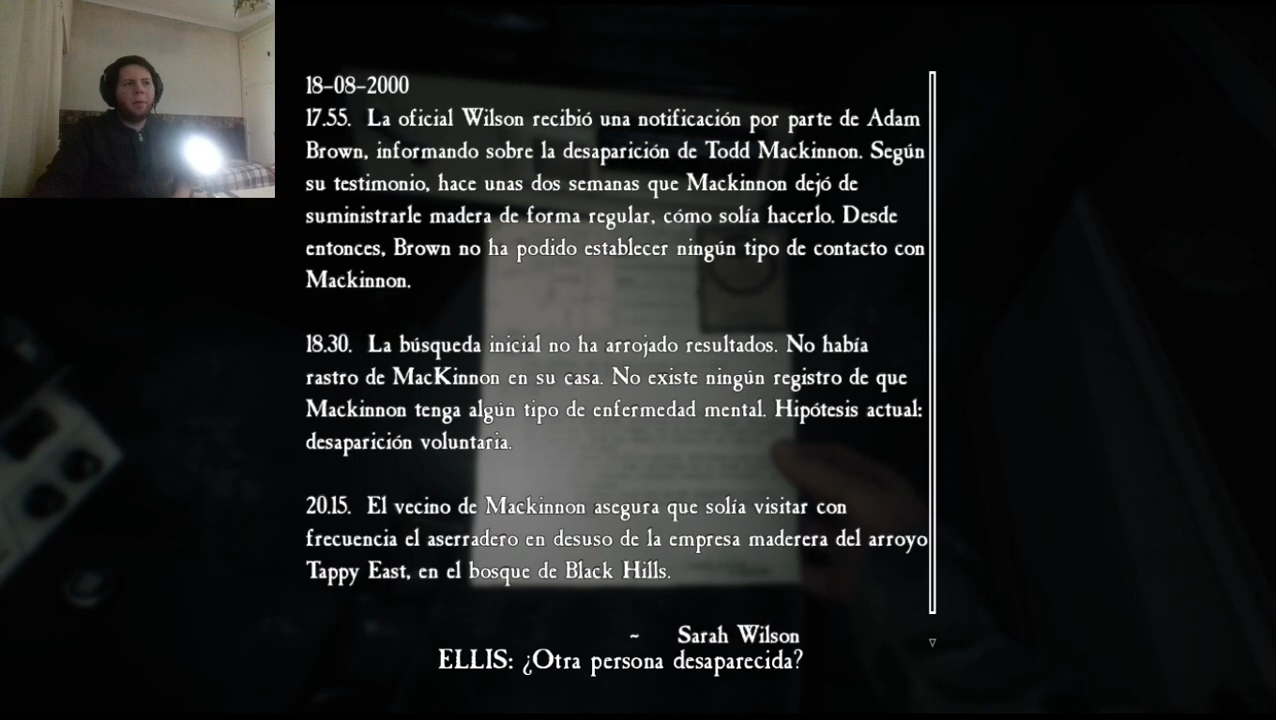 18-08-2000
17.55. La oficial Wilson recibió una notificación por parte de Adam
Brown, informando sobre la desaparición de Todd Mackinnon. Según
su testimonio, hace unas dos semanas que Mackinnon dejó de
suministrarle madera de forma regular, cómo solía hacerlo. Desde
entonces, Brown no ha podido establecer ningún tipo de contacto con
Mackinnon.
18.30. La búsqueda inicial no ha arrojado resultados. No había
rastro de MacKinnon en su casa. No existe ningún registro de que
Mackinnon tenga algún tipo de enfermedad mental. Hipótesis actual:
desaparición voluntaria.
20.15. El vecino de Mackinnon asegura que solía visitar con
frecuencia el aserradero en desuso de la empresa maderera del arroyo
Tappy East, en el bosque de Black Hills.
~ Sarah Wilson
ELLIS: ¿Otra persona desaparecida?